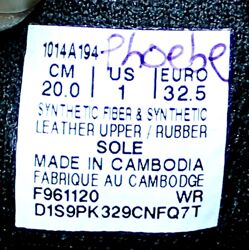 1014A194- Phoebe
CM US EURO
20.0 1 32.5
SYNTHETIC FIBER & SYNTHETIC
LEATHER UPPER / RUBBER
SOLE
MADE IN CAMBODIA
FABRIQUE AU CAMBODGE
F961120 WR
D1S9PK329CNFQ7T